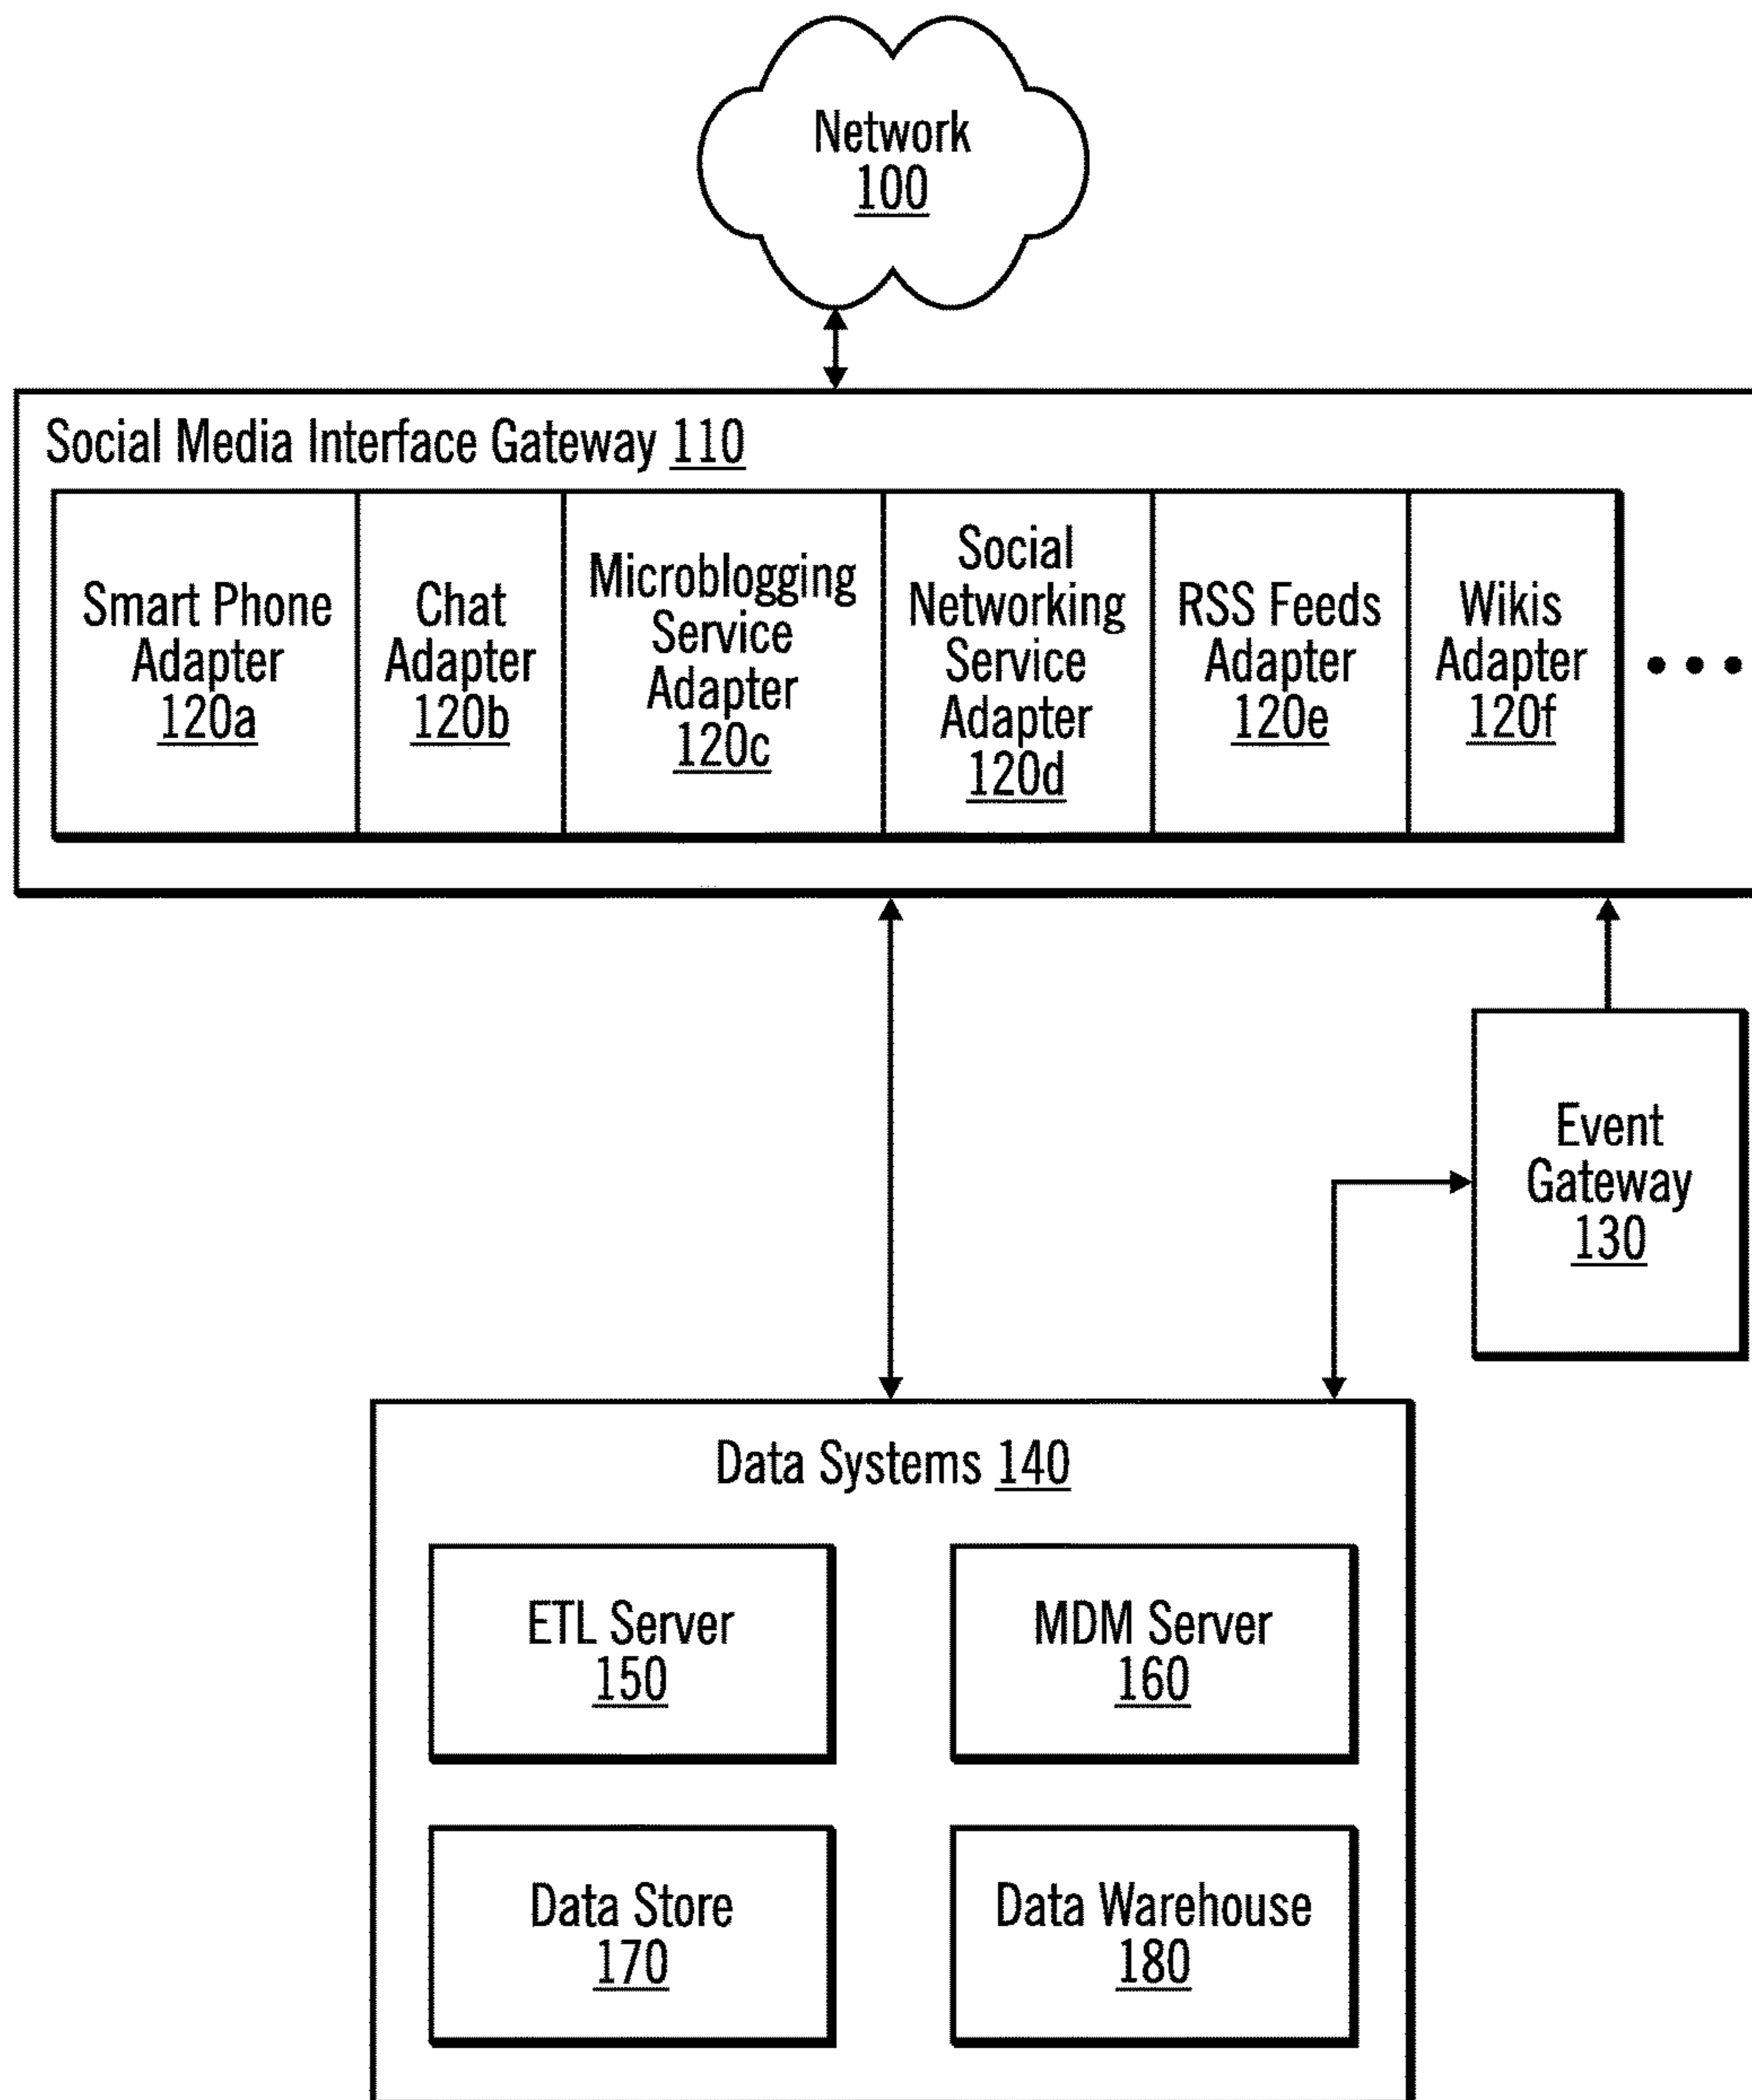 Network
100
Social Media Interface Gateway 110
Smart Phone
Adapter
120a
Chat
Adapter
120b
Microblogging
Service
Adapter
120c
Social
Networking
Service
Adapter
120d
RSS Feeds
Adapter
120e
Wikis
Adapter
120f
Event
Gateway
130
Data Systems 140
ETL Server
150
MDM Server
160
Data Store
170
Data Warehouse
180